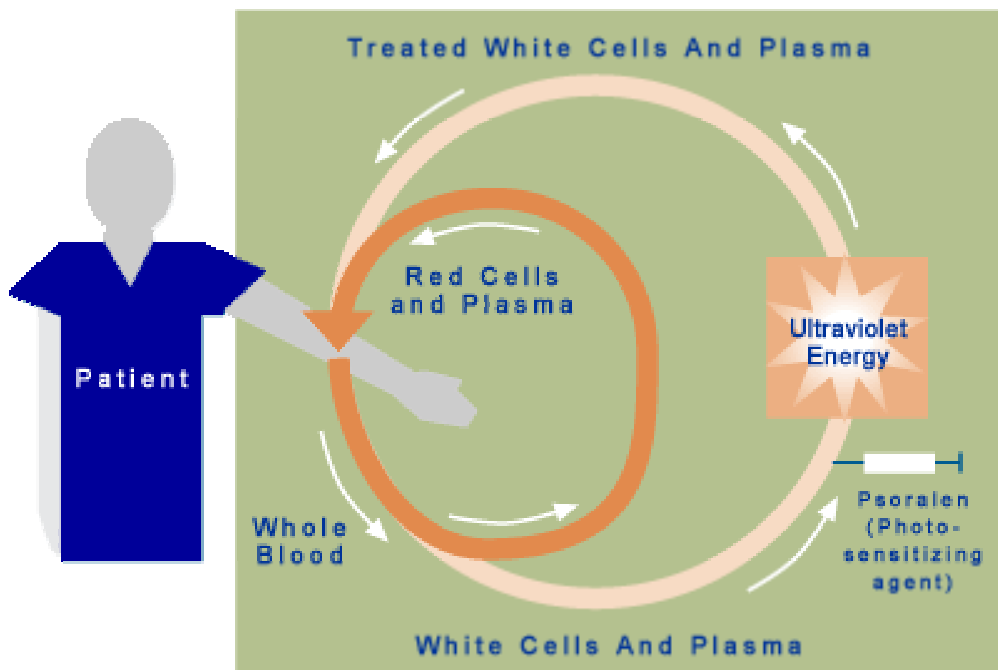 Treated White Cells And Plasma
Red Cells
and Plasma
Ultraviolet
Energy
Patient
Psoralen
(Photo-
sensitizing
agent)
Whole
Blood
White Cells And Plasma